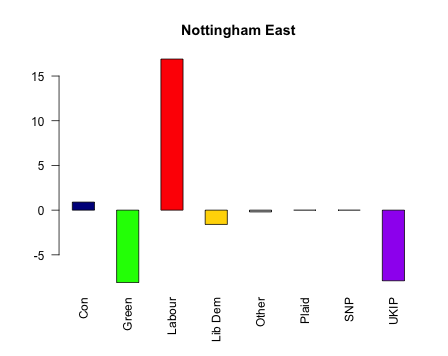 Nottingham East
15
10
5
0
-5
Con
Green
Labour
Lib Dem
Other
Plaid
SNP
UKIP